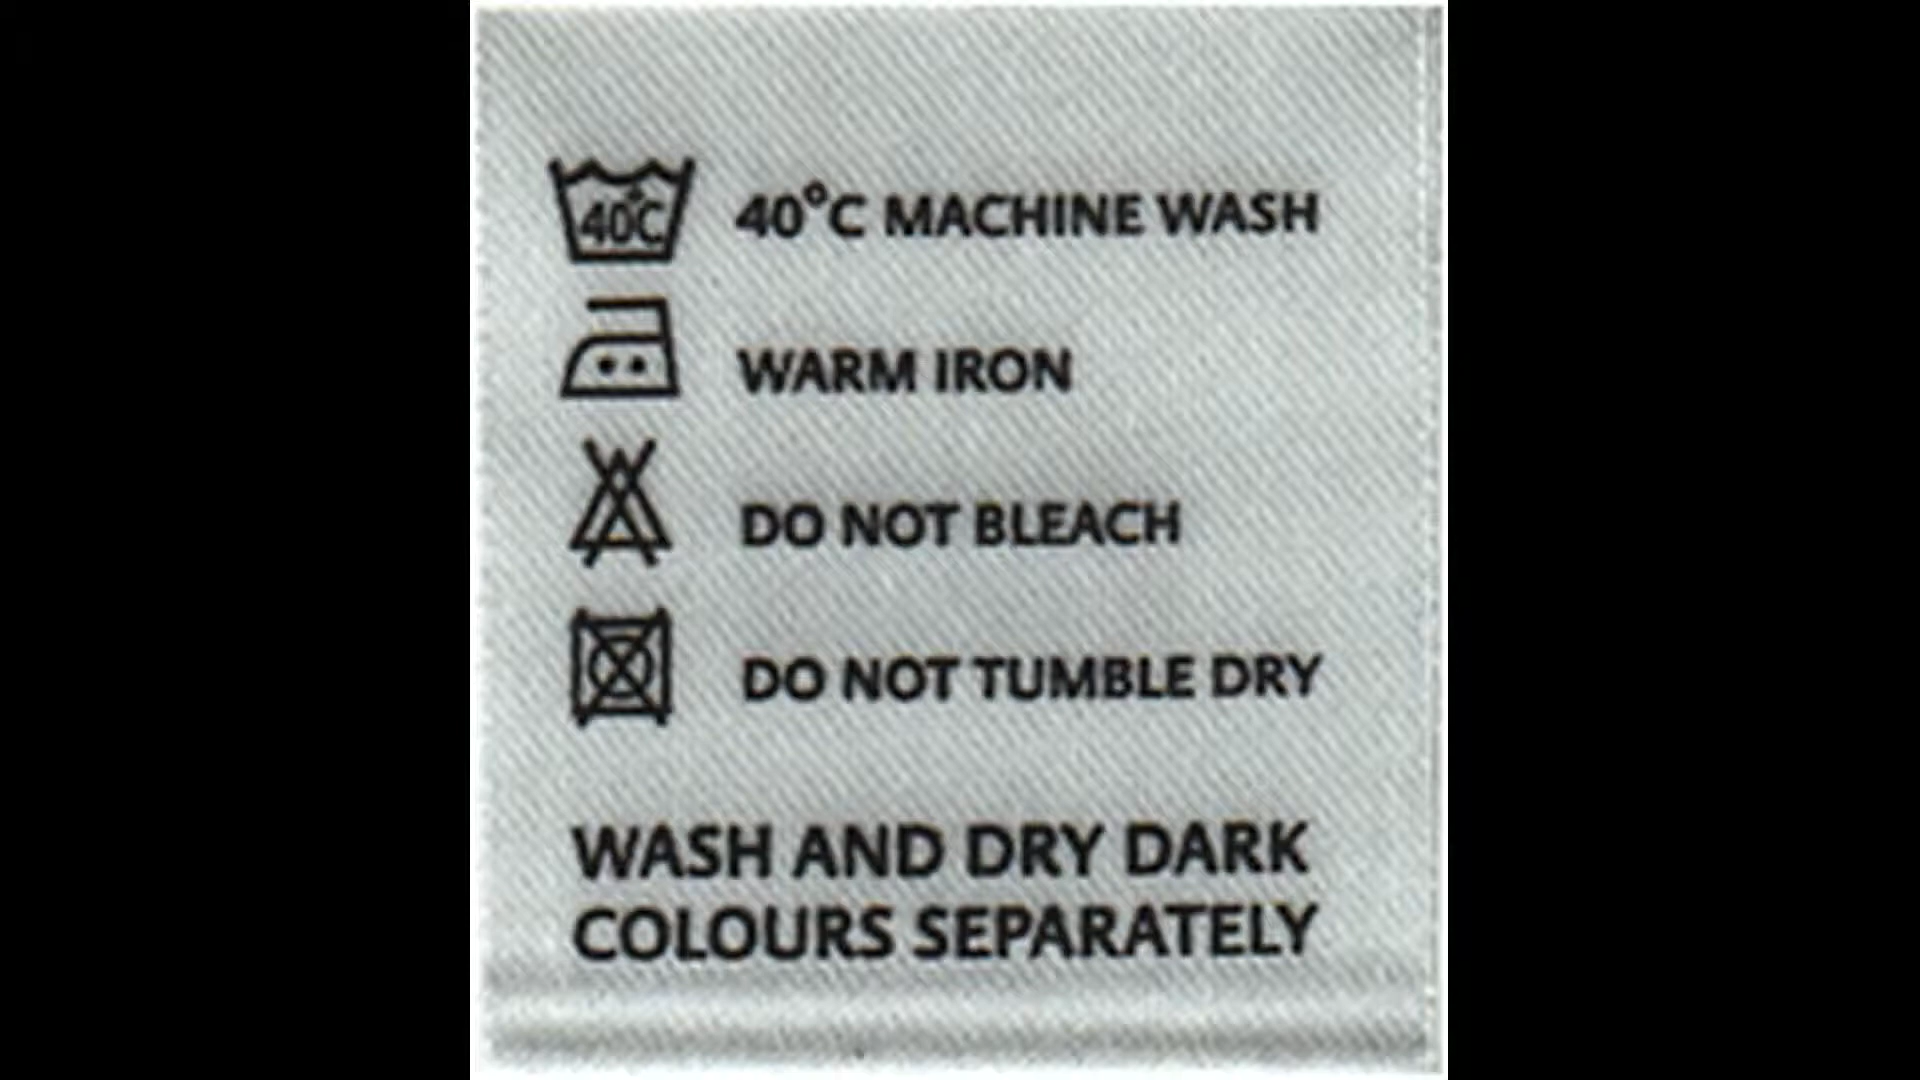 40°C 40°C MACHINE WASH
WARM IRON
DO NOT BLEACH
DO NOT TUMBLE DRY
WASH AND DRY DARK
COLOURS SEPARATELY